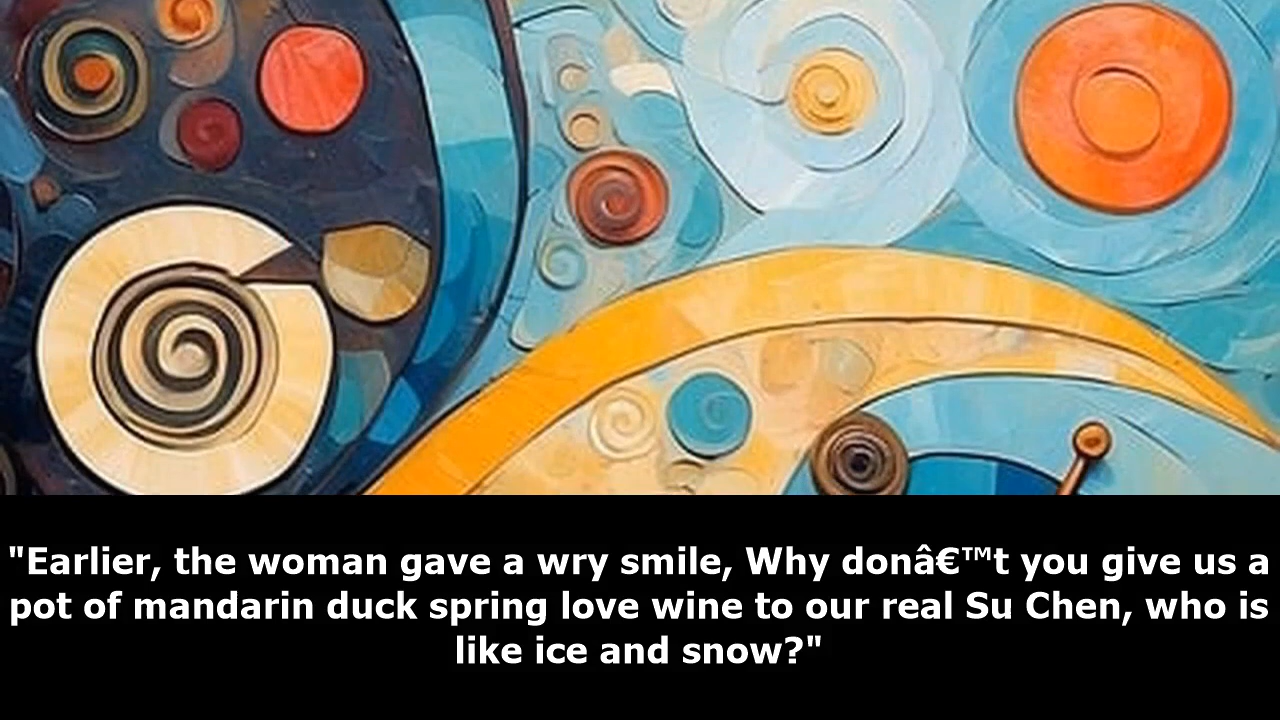 "Earlier, the woman gave a wry smile, Why donâ€™t you give us a
pot of mandarin duck spring love wine to our real Su Chen, who is
like ice and snow?"